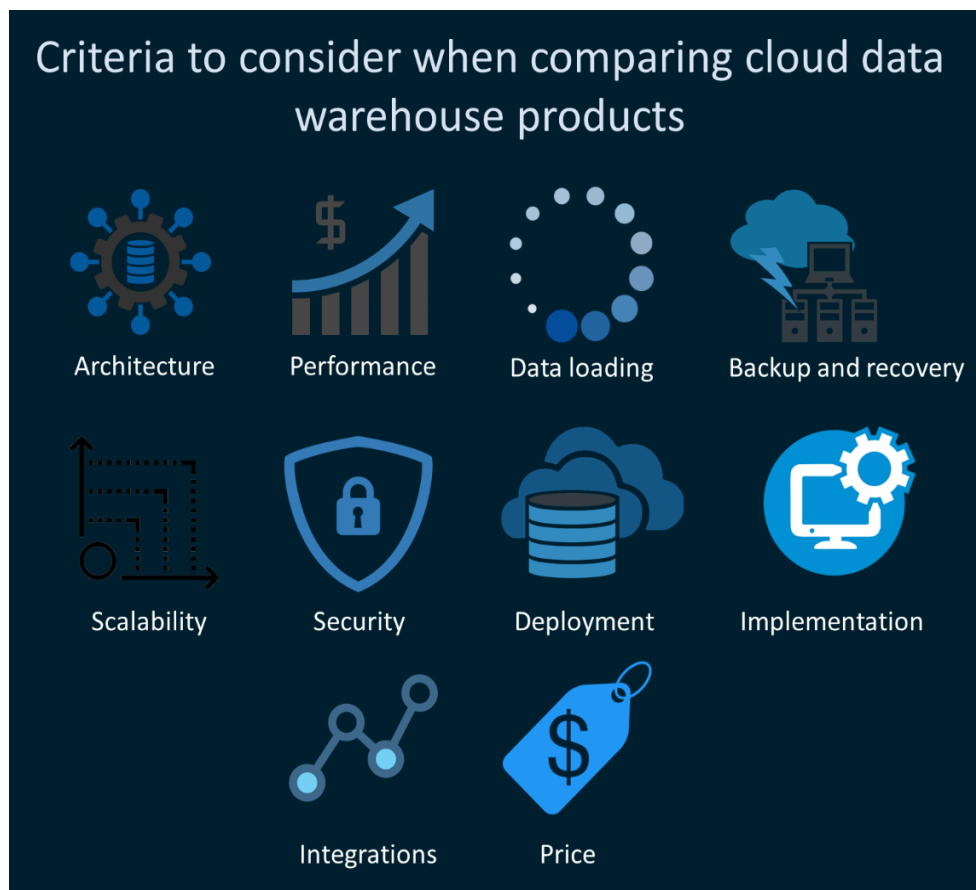 Criteria to consider when comparing cloud data
warehouse products
$
Architecture
Performance
Data loading
Backup and recovery
Scalability
Security
Deployment
Implementation
$
Integrations
Price